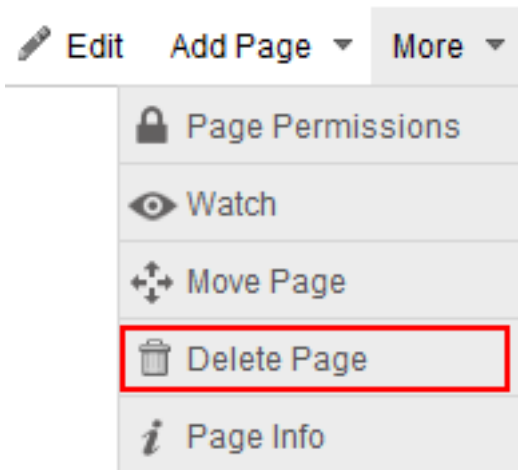 Edit Add Page More
Page Permissions
Watch
Move Page
Delete Page
Page Info